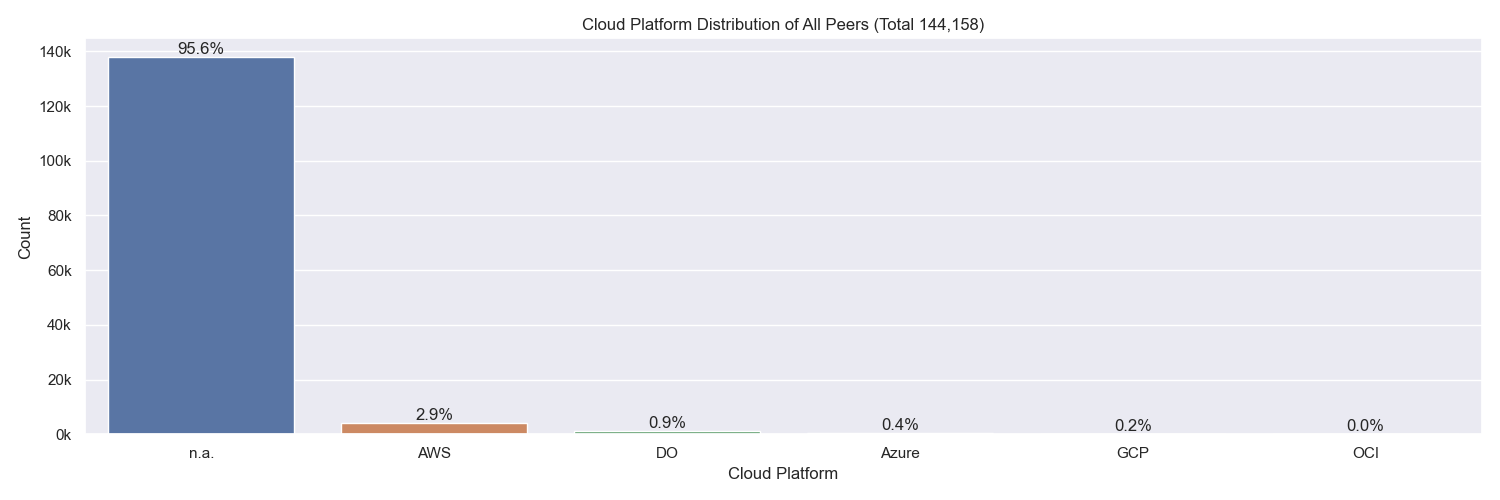 Cloud Platform Distribution of All Peers (Total 144,158)
140k
120k
100k
80k
60k
40k
20k
0k
Count
95.6%
2.9%
0.9%
0.4%
0.2%
0.0%
n.a.
AWS
DO
Azure
GCP
OCI
Cloud Platform